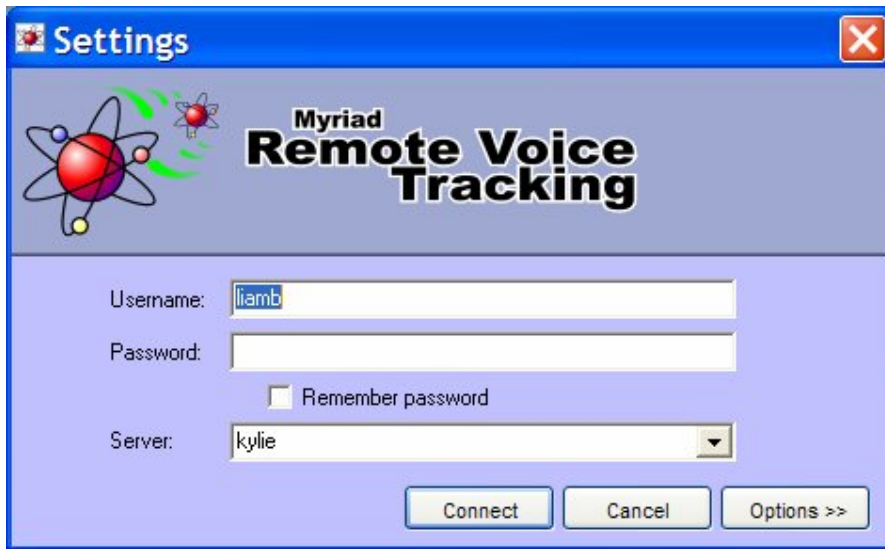 Settings
Myriad
Remote Voice
Tracking
Username: liamb
Password:
Remember password
Server: kylie
Connect Cancel Options >>